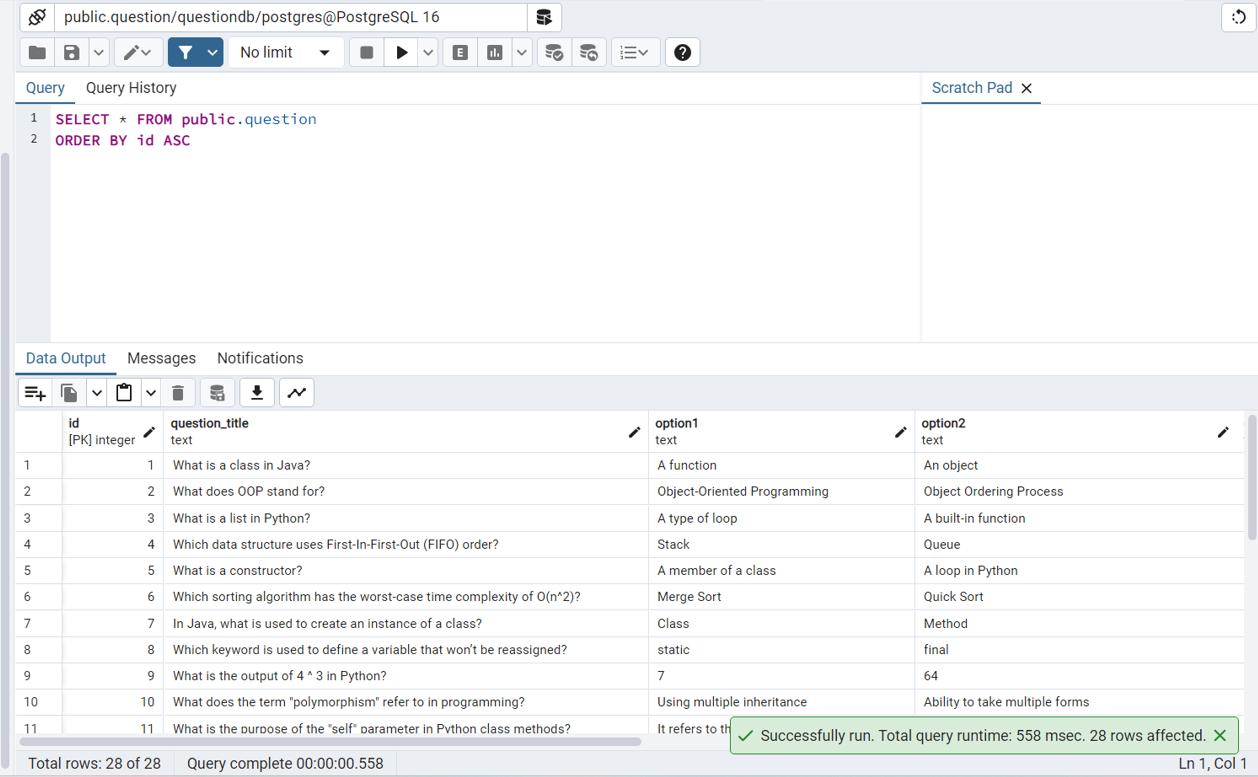 public.question/questiondb/postgres@PostgreSQL 16
No limit
E
Query Query History Scratch Pad
1 SELECT * FROM public.question
2 ORDER BY id ASC
Data Output Messages Notifications
id question_title option1 option2
[PK] integer text text text
1 1 What is a class in Java? A function An object
2 2 What does OOP stand for? Object-Oriented Programming Object Ordering Process
3 3 What is a list in Python? A type of loop A built-in function
4 4 Which data structure uses First-In-First-Out (FIFO) order? Stack Queue
5 5 What is a constructor? A member of a class A loop in Python
6 6 Which sorting algorithm has the worst-case time complexity of O(n^2)? Merge Sort Quick Sort
7 7 In Java, what is used to create an instance of a class? Class Method
8 8 Which keyword is used to define a variable that won't be reassigned? static final
9 9 What is the output of 4 ^ 3 in Python? 7 64
10 10 What does the term "polymorphism" refer to in programming? Using multiple inheritance Ability to take multiple forms
11 11 What is the purpose of the "self" parameter in Python class methods? It refers to th
Successfully run. Total query runtime: 558 msec. 28 rows affected.
Total rows: 28 of 28 Query complete 00:00:00.558 Ln 1, Col 1